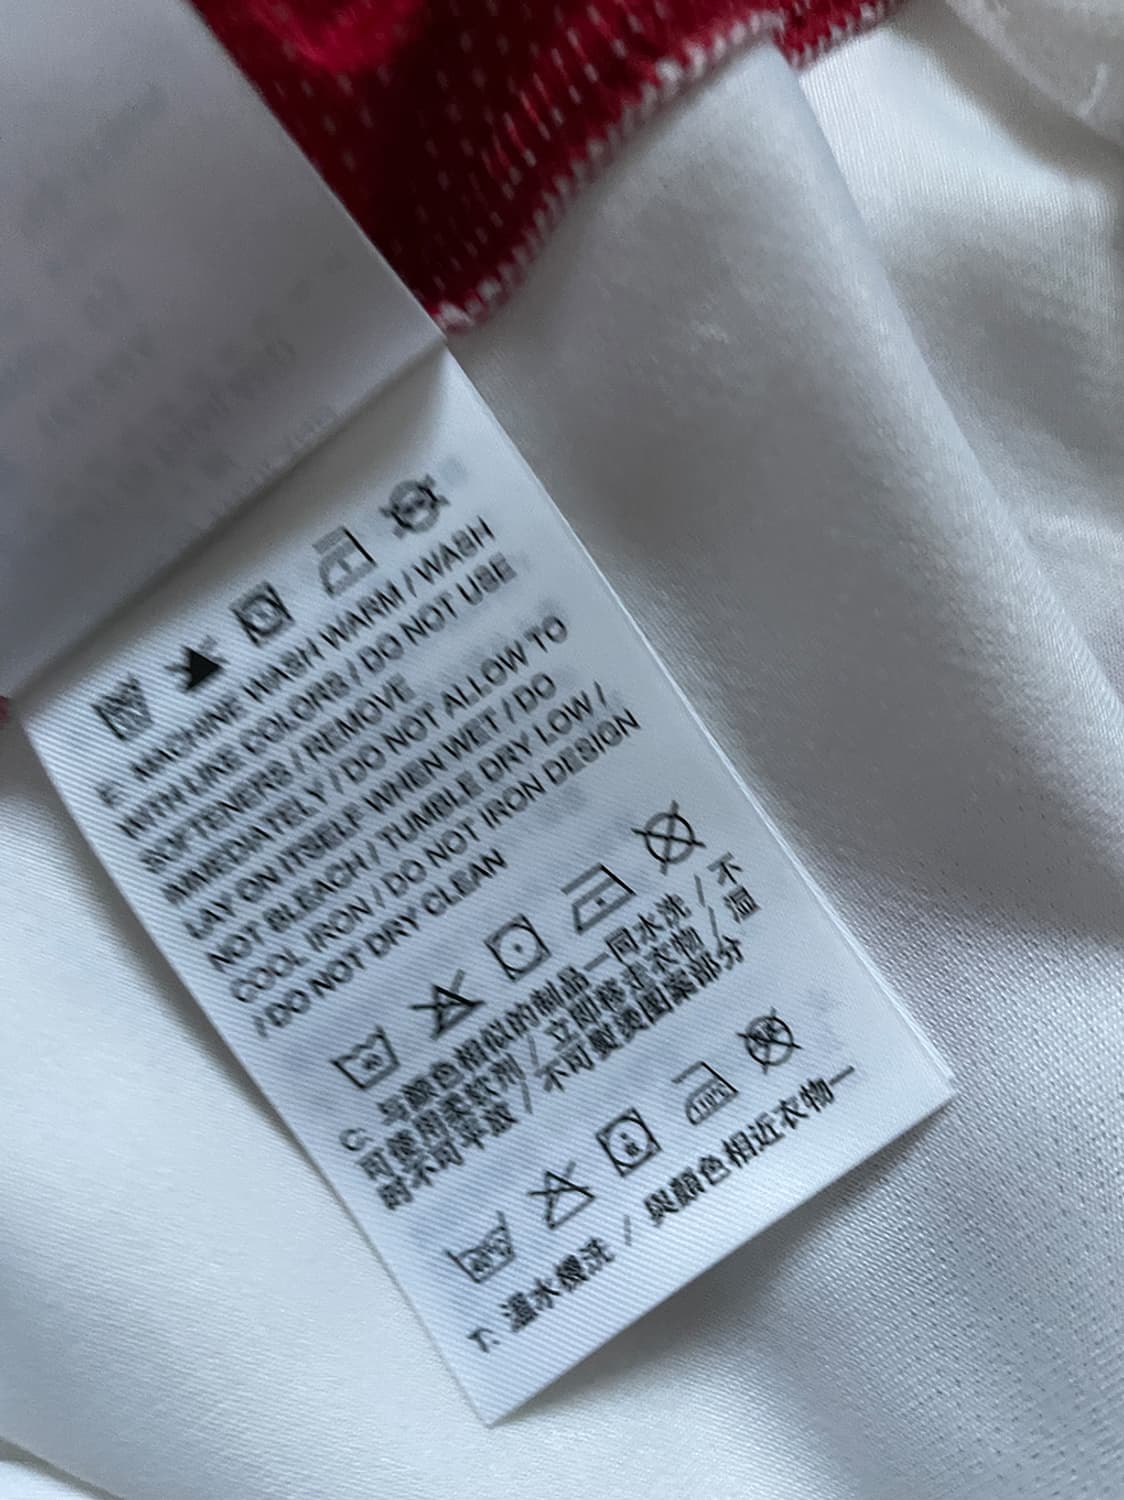 E: MACHINE WASH WARM / WASH
WITH LIKE COLORS / DO NOT USE
SOFTENERS / REMOVE
IMMEDIATELY / DO NOT ALLOW TO
LAY ON ITSELF WHEN WET / DO
NOT BLEACH / TUMBLE DRY LOW /
COOL IRON / DO NOT IRON DESIGN
/ DO NOT DRY CLEAN
C: 与颜色相似的制品一同水洗 / 不
可使用柔软剂 / 立即移走衣物 / 湿
时不可平放 / 不可熨烫图案部分
T: 溫水機洗 / 與顏色相近衣物一